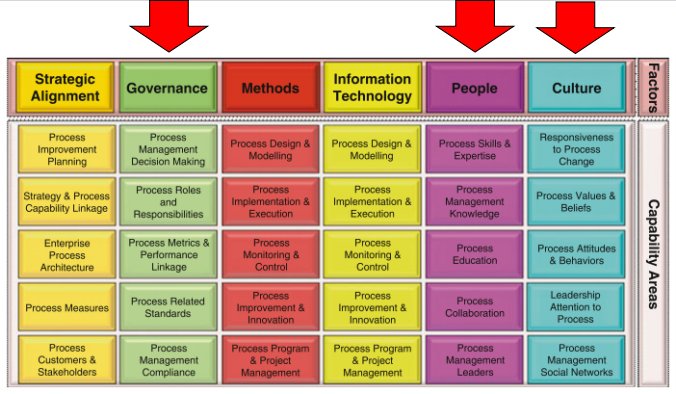 Strategic
Alignment
Governance
Methods
Information
Technology
People
Culture
Factors
Process
Improvement
Planning
Process
Management
Decision Making
Process Design &
Modelling
Process Design &
Modelling
Process Skills &
Expertise
Responsiveness
to Process
Change
Strategy & Process
Capability Linkage
Process Roles
and
Responsibilities
Process
Implementation &
Execution
Process
Implementation &
Execution
Process
Management
Knowledge
Process Values &
Beliefs
Enterprise
Process
Architecture
Process Metrics &
Performance
Linkage
Process
Monitoring &
Control
Process
Monitoring &
Control
Process
Education
Process Attitudes
& Behaviors
Process Measures
Process Related
Standards
Process
Improvement &
Innovation
Process
Improvement &
Innovation
Process
Collaboration
Leadership
Attention to
Process
Process
Customers &
Stakeholders
Process
Management
Compliance
Process Program
& Project
Management
Process Program
& Project
Management
Process
Management
Leaders
Process
Management
Social Networks
Capability Areas